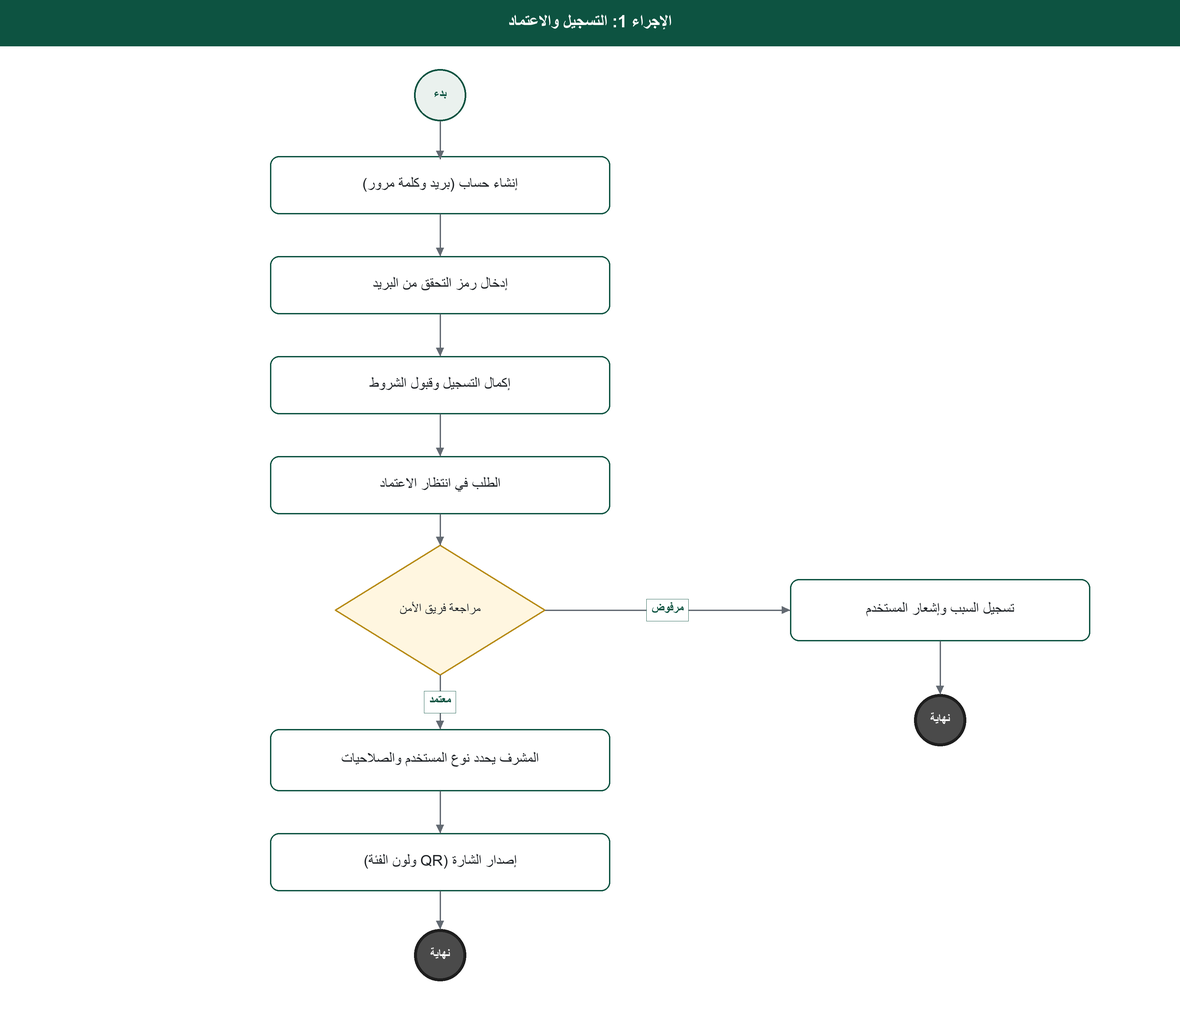 الإجراء 1: التسجيل والاعتماد
بدء
إنشاء حساب (بريد وكلمة مرور)
إدخال رمز التحقق من البريد
إكمال التسجيل وقبول الشروط
الطلب في انتظار الاعتماد
مراجعة فريق الأمن
مرفوض
تسجيل السبب وإشعار المستخدم
نهاية
معتمد
المشرف يحدد نوع المستخدم والصلاحيات
إصدار الشارة (QR ولون الفئة)
نهاية